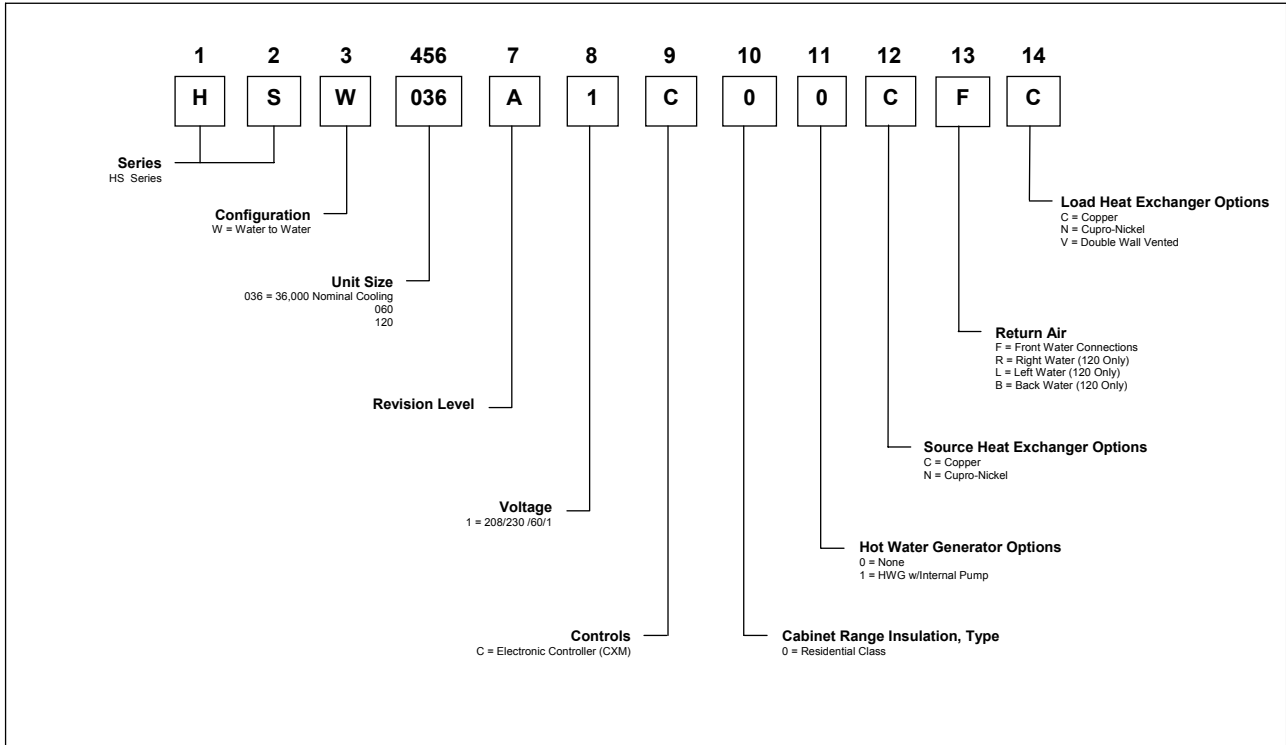 1 2 3 456 7 8 9 10 11 12 13 14
H S W 036 A 1 C 0 0 C F C
Series
HS Series
Configuration
W = Water to Water
Unit Size
036 = 36,000 Nominal Cooling
060
120
Revision Level
Voltage
1 = 208/230 /60/1
Controls
C = Electronic Controller (CXM)
Cabinet Range Insulation, Type
0 = Residential Class
Hot Water Generator Options
0 = None
1 = HWG w/Internal Pump
Source Heat Exchanger Options
C = Copper
N = Cupro-Nickel
Return Air
F = Front Water Connections
R = Right Water (120 Only)
L = Left Water (120 Only)
B = Back Water (120 Only)
Load Heat Exchanger Options
C = Copper
N = Cupro-Nickel
V = Double Wall Vented